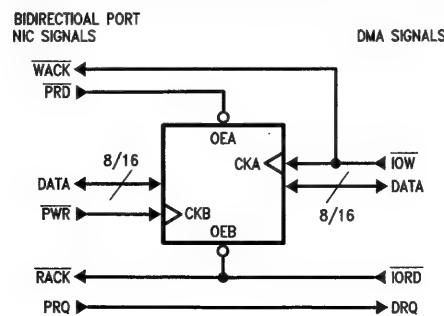 BIDIRECTIOAL PORT
NIC SIGNALS
DMA SIGNALS
WACK
PRD
OEA
CKA
IOW
8/16
DATA
DATA
PWR
CKB
8/16
OEB
RACK
IORD
PRQ
DRQ